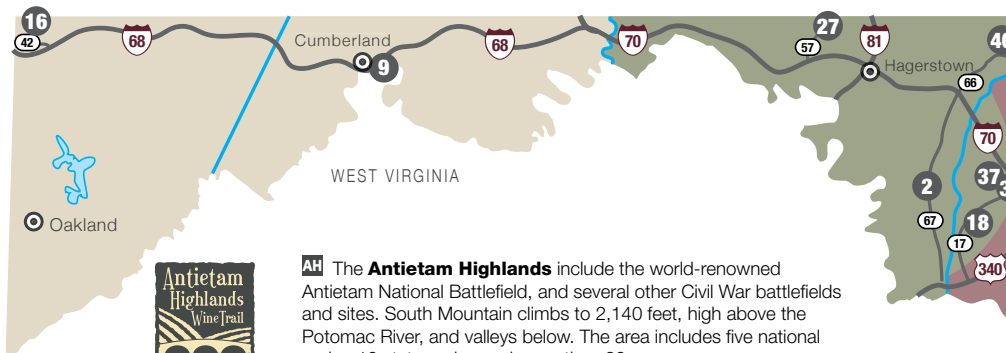 16
42
68
Cumberland
9
68
70
27
57
81
Hagerstown
66
70
37
2
67
18
17
340
WEST VIRGINIA
Oakland
Antietam
Highlands
Wine Trail
AH The Antietam Highlands include the world-renowned
Antietam National Battlefield, and several other Civil War battlefields
and sites. South Mountain climbs to 2,140 feet, high above the
Potomac River, and valleys below. The area includes five national